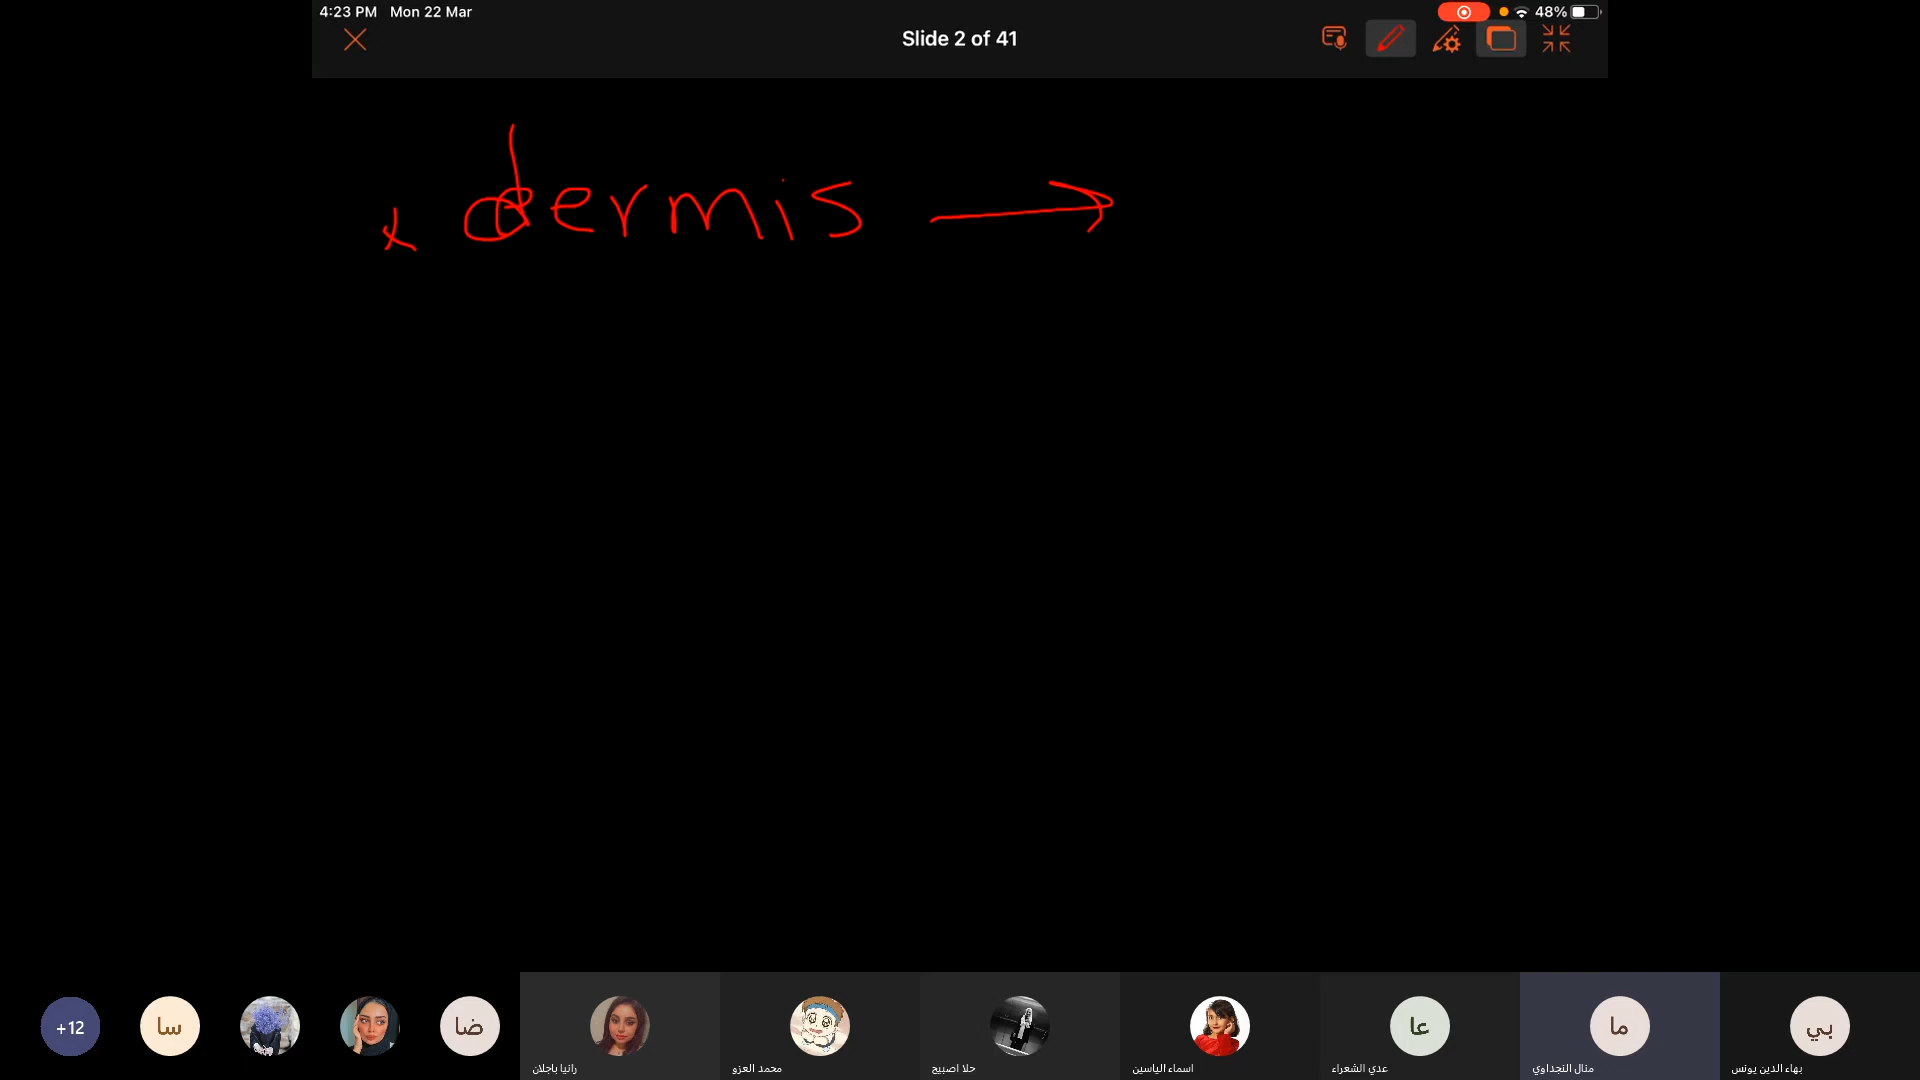 4:23 PM Mon 22 Mar
48%
Slide 2 of 41
x dermis →
+12
سا
ضا
عا
ما
بي
رانيا باجلان
محمد العزو
حلا اصبيح
اسماء الياسين
عدي الشعراء
منال النجداوي
بهاء الدين يونس